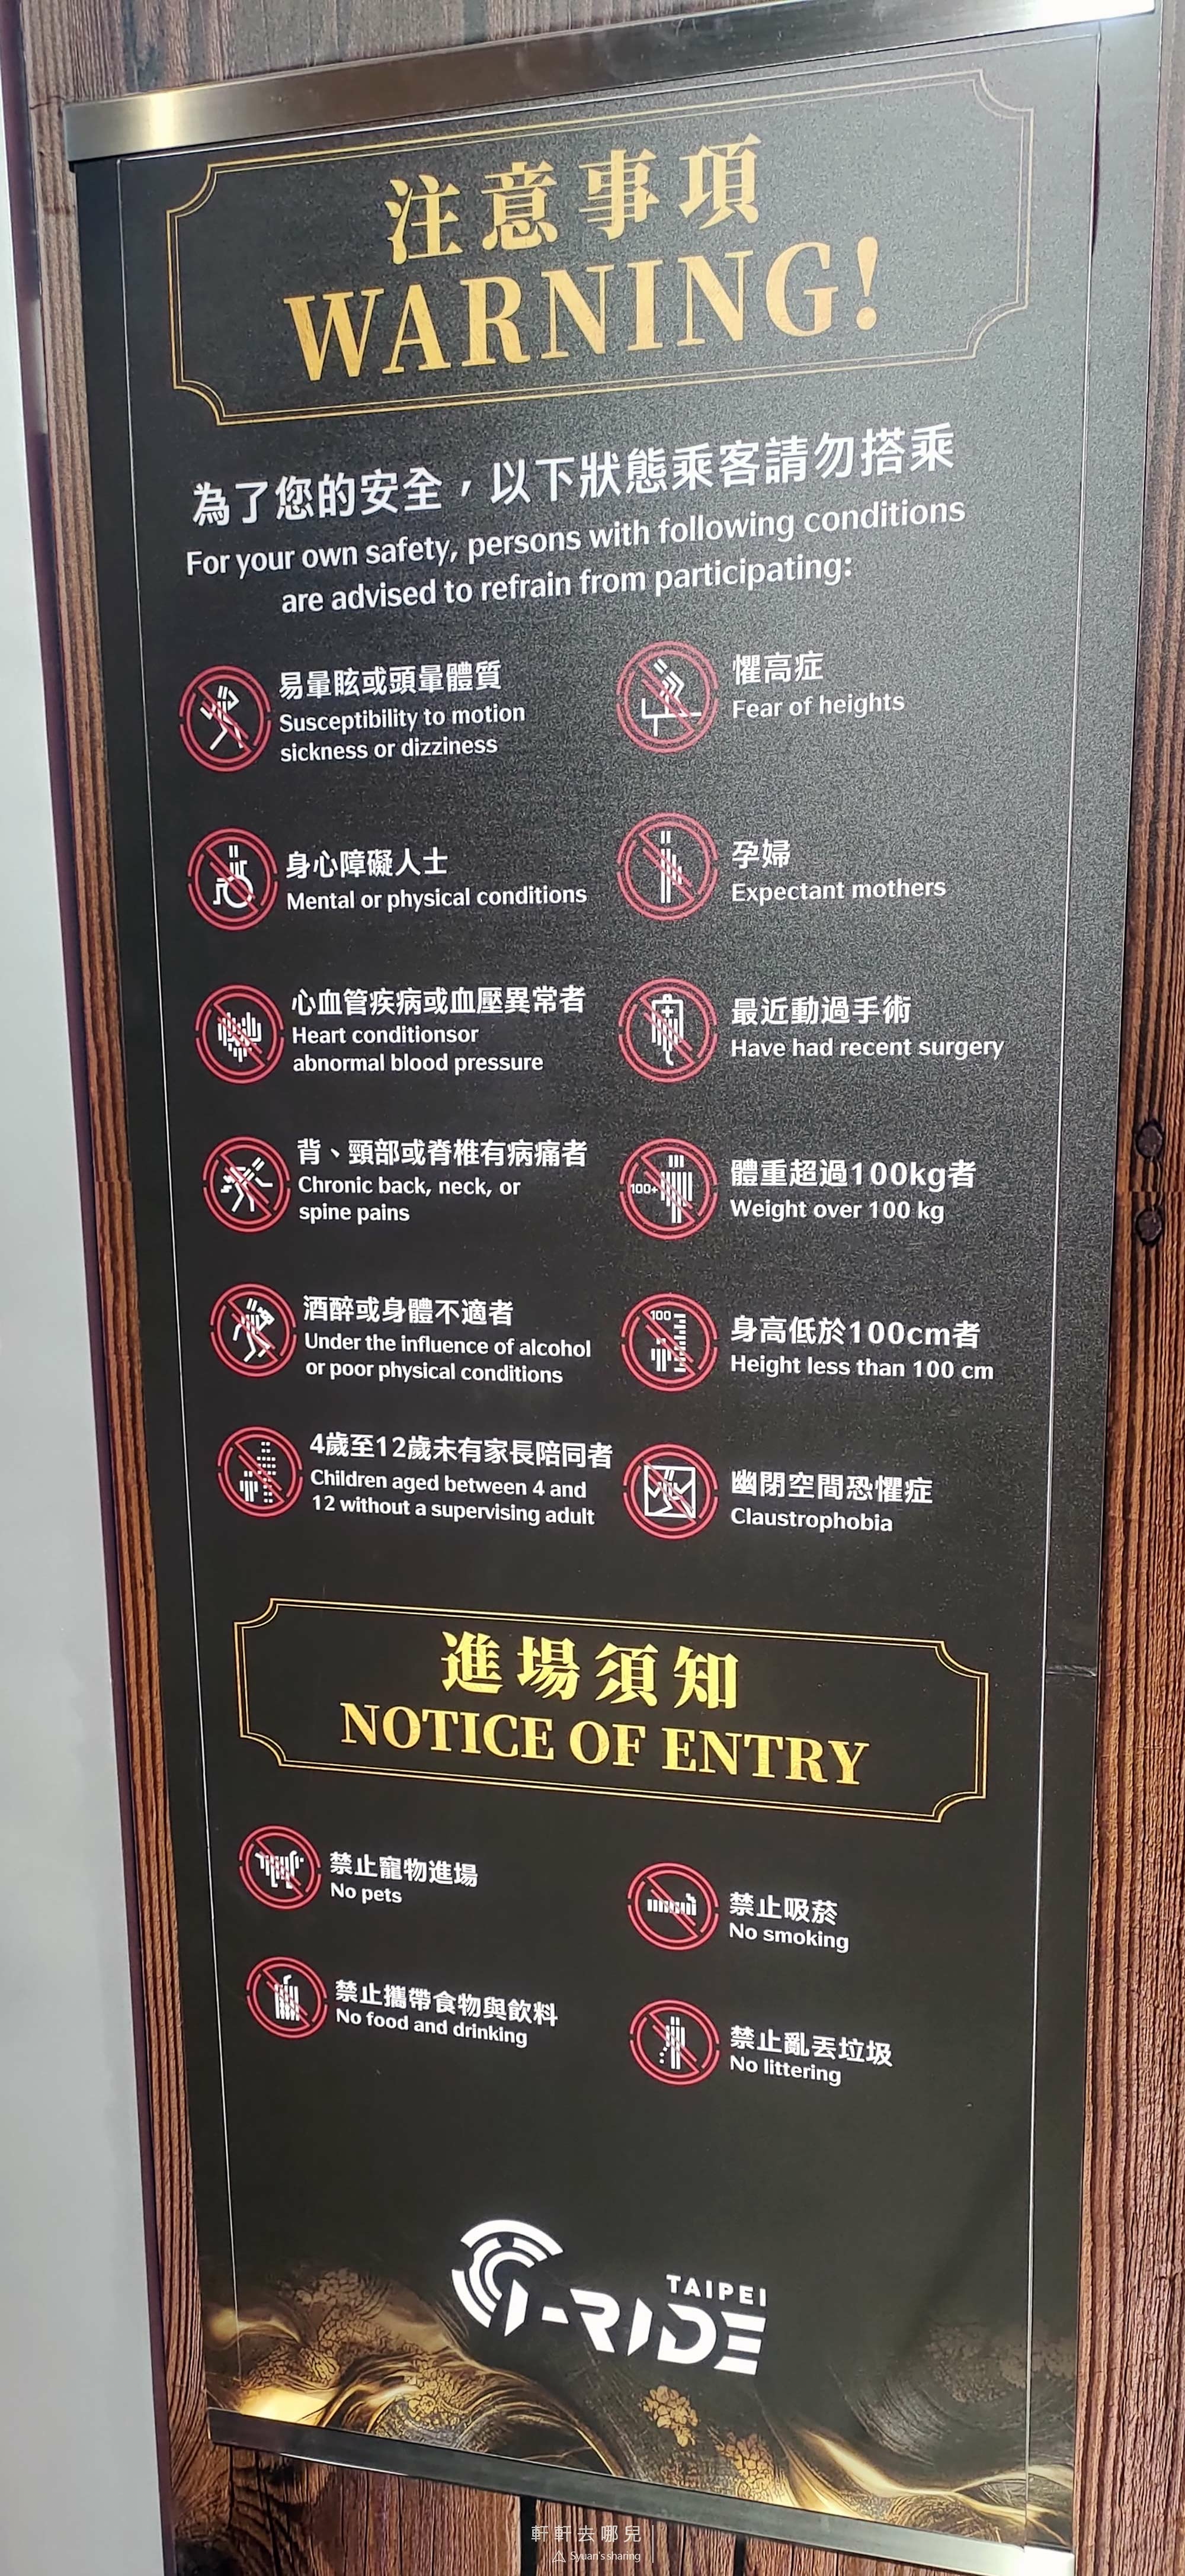 注意事項
WARNING!
為了您的安全，以下狀態乘客請勿搭乘
For your own safety, persons with following conditions
are advised to refrain from participating:
易暈眩或頭暈體質
Susceptibility to motion
sickness or dizziness
懼高症
Fear of heights
身心障礙人士
Mental or physical conditions
孕婦
Expectant mothers
心血管疾病或血壓異常者
Heart conditionsor
abnormal blood pressure
最近動過手術
Have had recent surgery
背、頸部或脊椎有病痛者
Chronic back, neck, or
spine pains
100+
體重超過100kg者
Weight over 100 kg
酒醉或身體不適者
Under the influence of alcohol
or poor physical conditions
100
身高低於100cm者
Height less than 100 cm
4歲至12歲未有家長陪同者
Children aged between 4 and
12 without a supervising adult
幽閉空間恐懼症
Claustrophobia
進場須知
NOTICE OF ENTRY
禁止寵物進場
No pets
禁止吸菸
No smoking
禁止攜帶食物與飲料
No food and drinking
禁止亂丟垃圾
No littering
TAIPEI
i-RIDE
軒軒去哪兒
Syuan's sharing